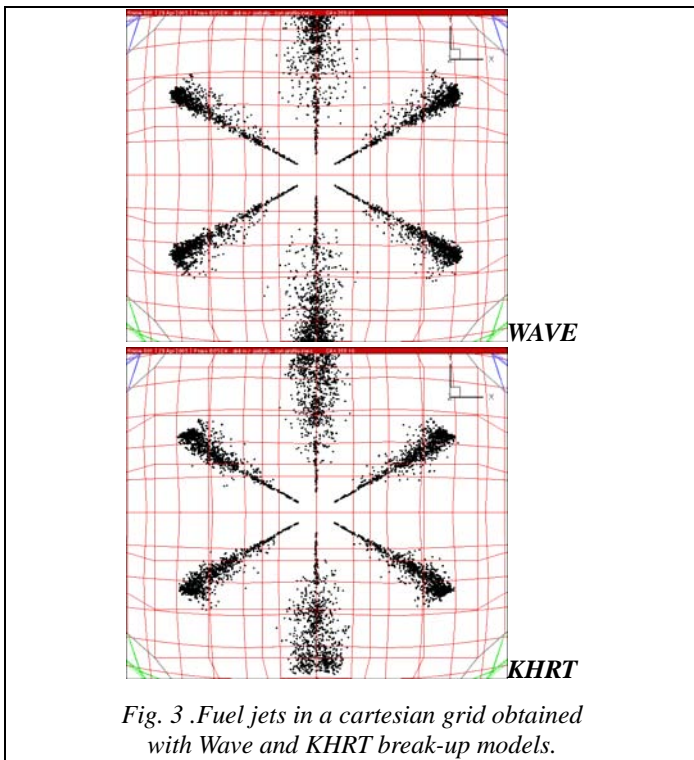 X
WAVE
X
KHRT
Fig. 3 .Fuel jets in a cartesian grid obtained
with Wave and KHRT break-up models.